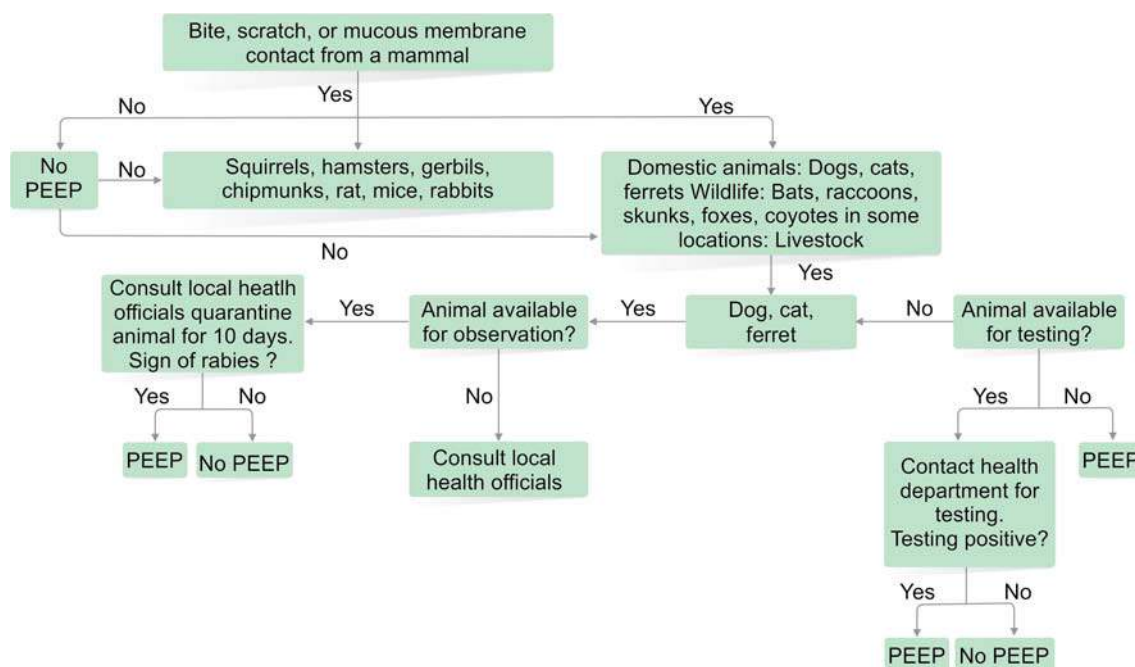 Bite, scratch, or mucous membrane
contact from a mammal
No
Yes
Yes
No
PEEP
No
Squirrels, hamsters, gerbils,
chipmunks, rat, mice, rabbits
Domestic animals: Dogs, cats,
ferrets Wildlife: Bats, raccoons,
skunks, foxes, coyotes in some
locations: Livestock
No
Yes
Consult local heatlh
officials quarantine
animal for 10 days.
Sign of rabies ?
Yes
Animal available
for observation?
Yes
Dog, cat,
ferret
No
Animal available
for testing?
Yes
No
No
Yes
No
PEEP
No PEEP
Consult local
health officials
Contact health
department for
testing.
Testing positive?
PEEP
Yes
No
PEEP
No PEEP